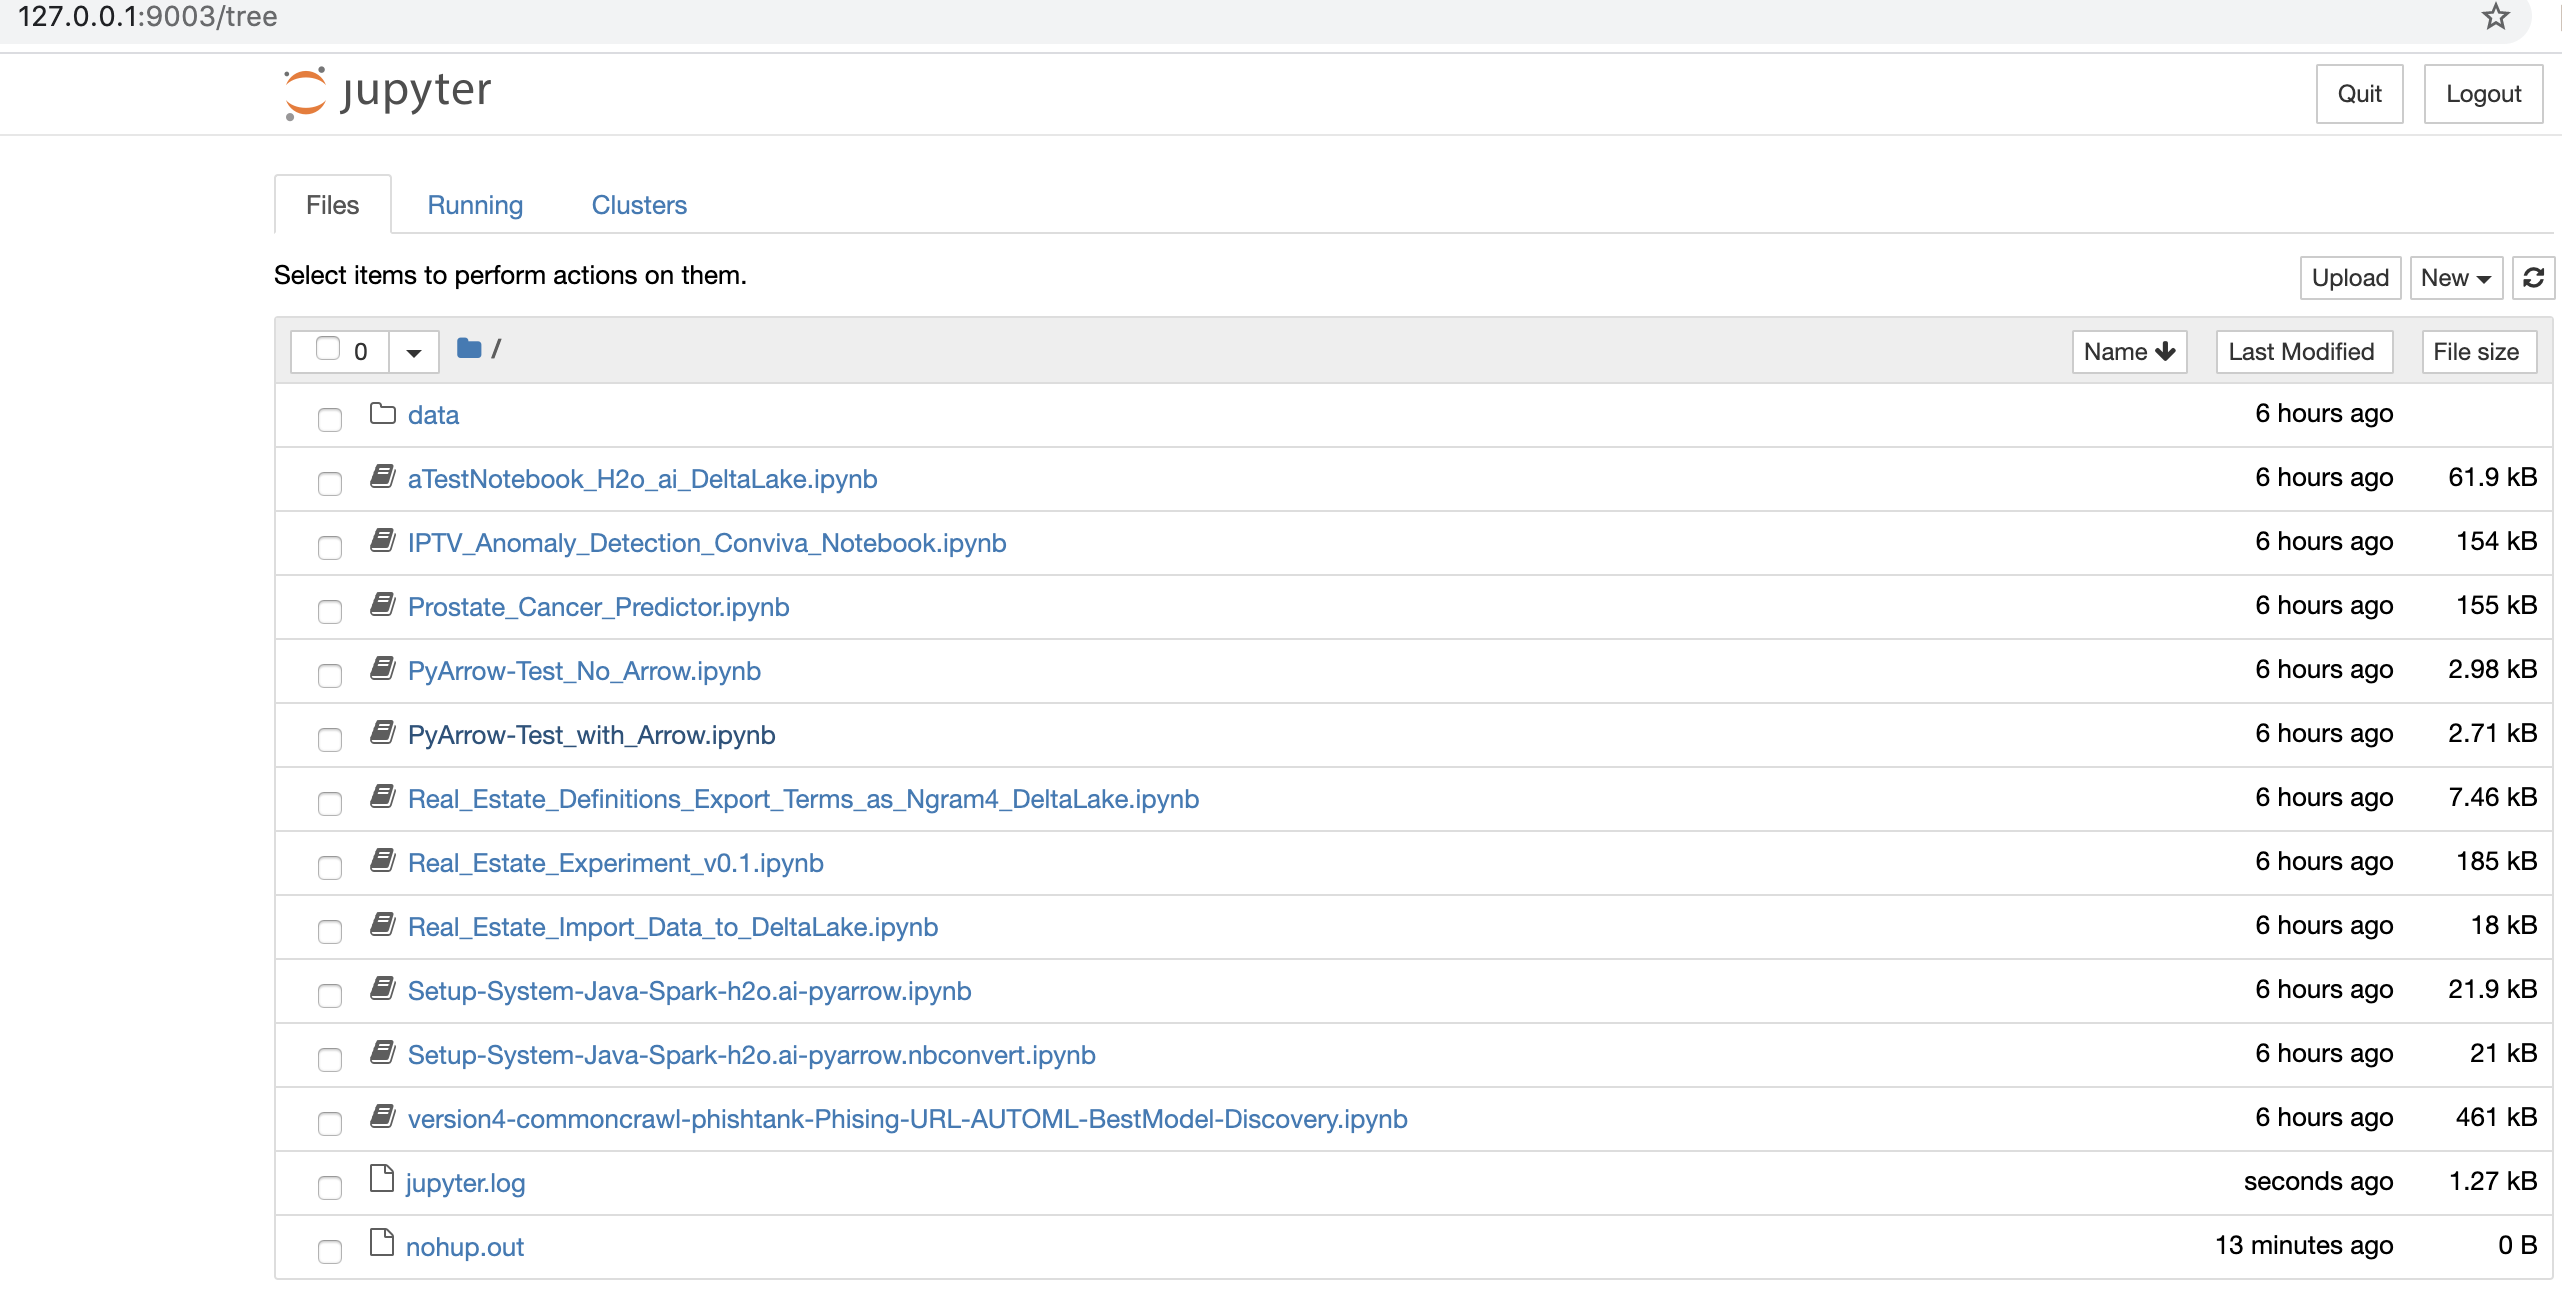 127.0.0.1:9003/tree
jupyter
Quit
Logout
Files
Running
Clusters
Select items to perform actions on them.
Upload
New
0
/
Name
Last Modified
File size
data 6 hours ago
aTestNotebook_H2o_ai_DeltaLake.ipynb 6 hours ago 61.9 kB
IPTV_Anomaly_Detection_Conviva_Notebook.ipynb 6 hours ago 154 kB
Prostate_Cancer_Predictor.ipynb 6 hours ago 155 kB
PyArrow-Test_No_Arrow.ipynb 6 hours ago 2.98 kB
PyArrow-Test_with_Arrow.ipynb 6 hours ago 2.71 kB
Real_Estate_Definitions_Export_Terms_as_Ngram4_DeltaLake.ipynb 6 hours ago 7.46 kB
Real_Estate_Experiment_v0.1.ipynb 6 hours ago 185 kB
Real_Estate_Import_Data_to_DeltaLake.ipynb 6 hours ago 18 kB
Setup-System-Java-Spark-h2o.ai-pyarrow.ipynb 6 hours ago 21.9 kB
Setup-System-Java-Spark-h2o.ai-pyarrow.nbconvert.ipynb 6 hours ago 21 kB
version4-commoncrawl-phishtank-Phising-URL-AUTOML-BestModel-Discovery.ipynb 6 hours ago 461 kB
jupyter.log seconds ago 1.27 kB
nohup.out 13 minutes ago 0 B